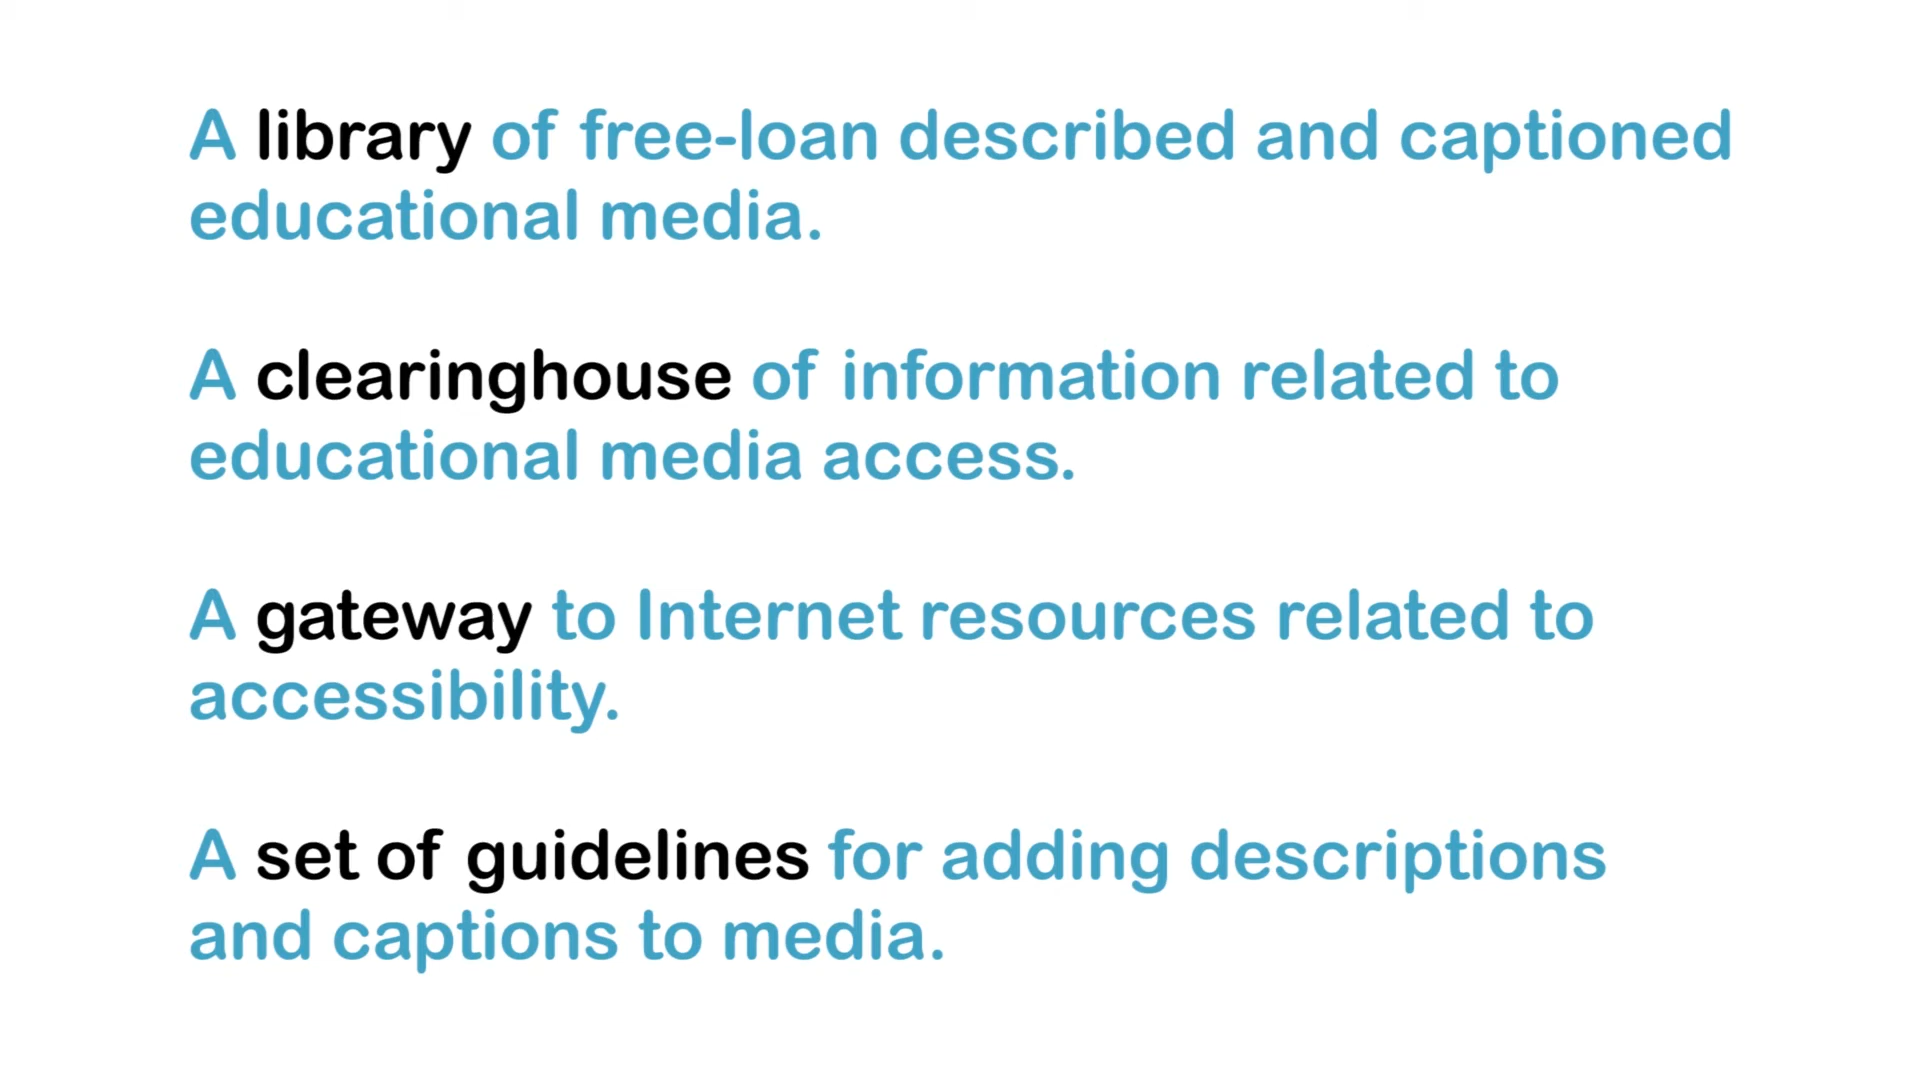 A library of free-loan described and captioned
educational media.
A clearinghouse of information related to
educational media access.
A gateway to Internet resources related to
accessibility.
A set of guidelines for adding descriptions
and captions to media.